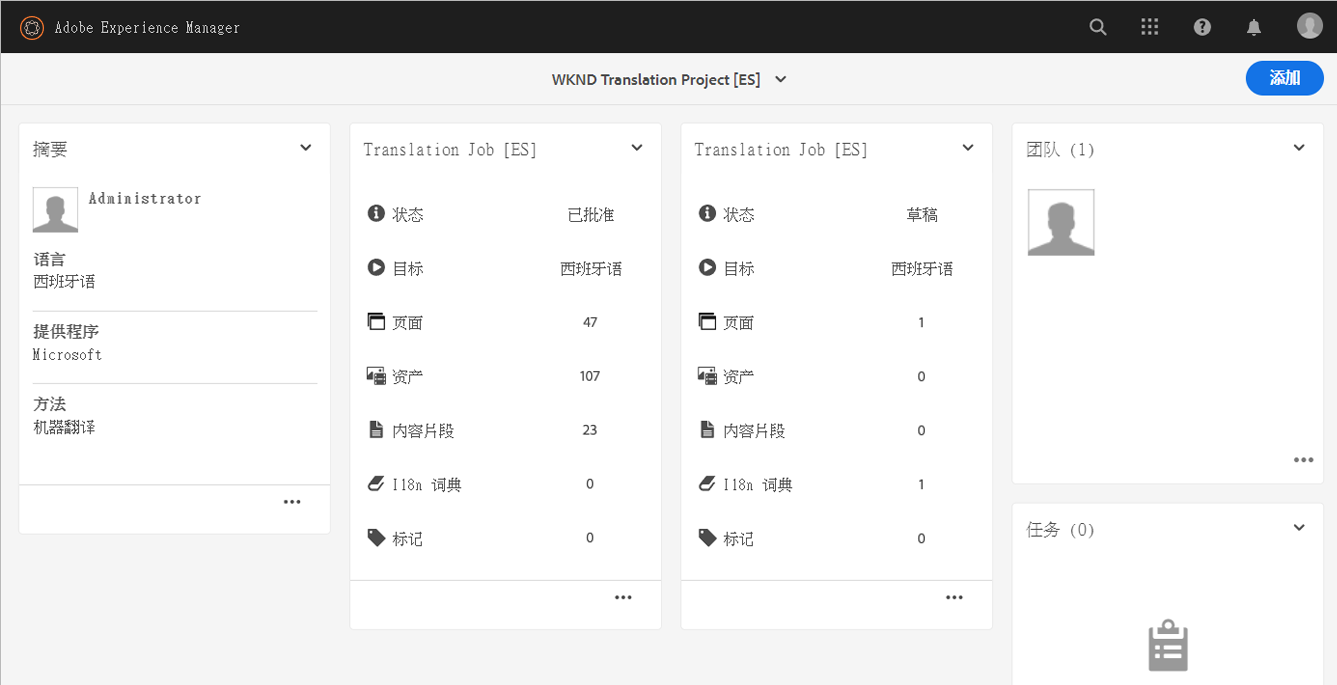 Adobe Experience Manager
WKND Translation Project [ES]
添加
摘要
Administrator
语言
西班牙语
提供程序
Microsoft
方法
机器翻译
Translation Job [ES]
状态 已批准
目标 西班牙语
页面 47
资产 107
内容片段 23
I18n 词典 0
标记 0
Translation Job [ES]
状态 草稿
目标 西班牙语
页面 1
资产 0
内容片段 0
I18n 词典 1
标记 0
团队 (1)
任务 (0)